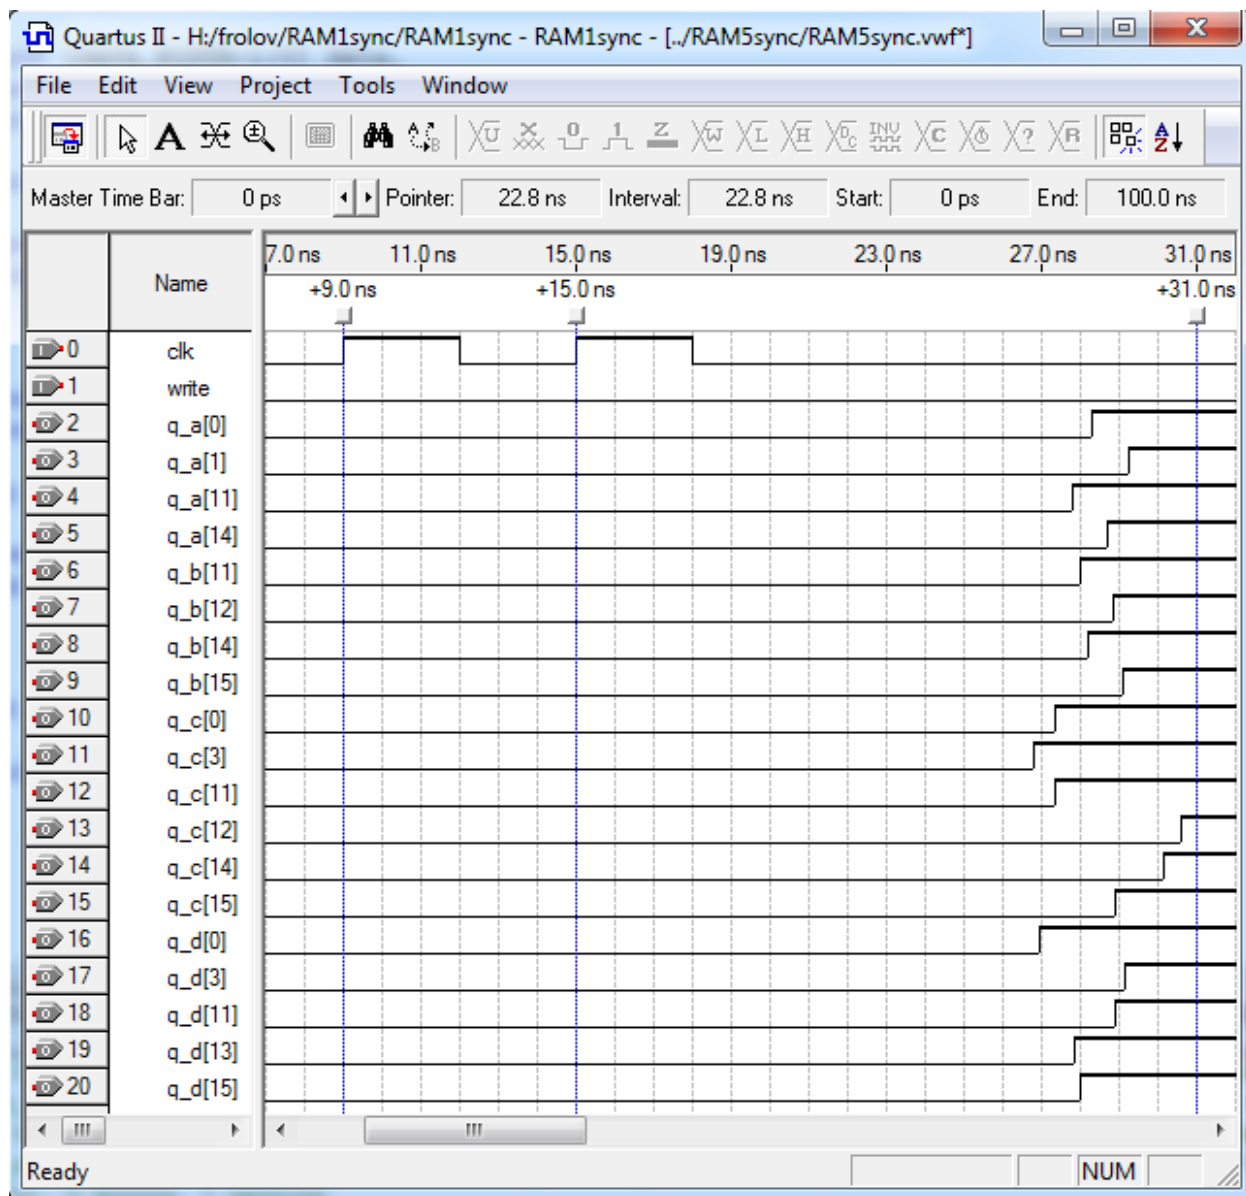 Quartus II - H:/frolov/RAM1sync/RAM1sync - RAM1sync - [../RAM5sync/RAM5sync.vwf*]
File Edit View Project Tools Window
Master Time Bar: 0 ps Pointer: 22.8 ns Interval: 22.8 ns Start: 0 ps End: 100.0 ns
Name
7.0 ns 11.0 ns 15.0 ns 19.0 ns 23.0 ns 27.0 ns 31.0 ns
+9.0 ns +15.0 ns +31.0 ns
0 clk
1 write
2 q_a[0]
3 q_a[1]
4 q_a[11]
5 q_a[14]
6 q_b[11]
7 q_b[12]
8 q_b[14]
9 q_b[15]
10 q_c[0]
11 q_c[3]
12 q_c[11]
13 q_c[12]
14 q_c[14]
15 q_c[15]
16 q_d[0]
17 q_d[3]
18 q_d[11]
19 q_d[13]
20 q_d[15]
Ready NUM